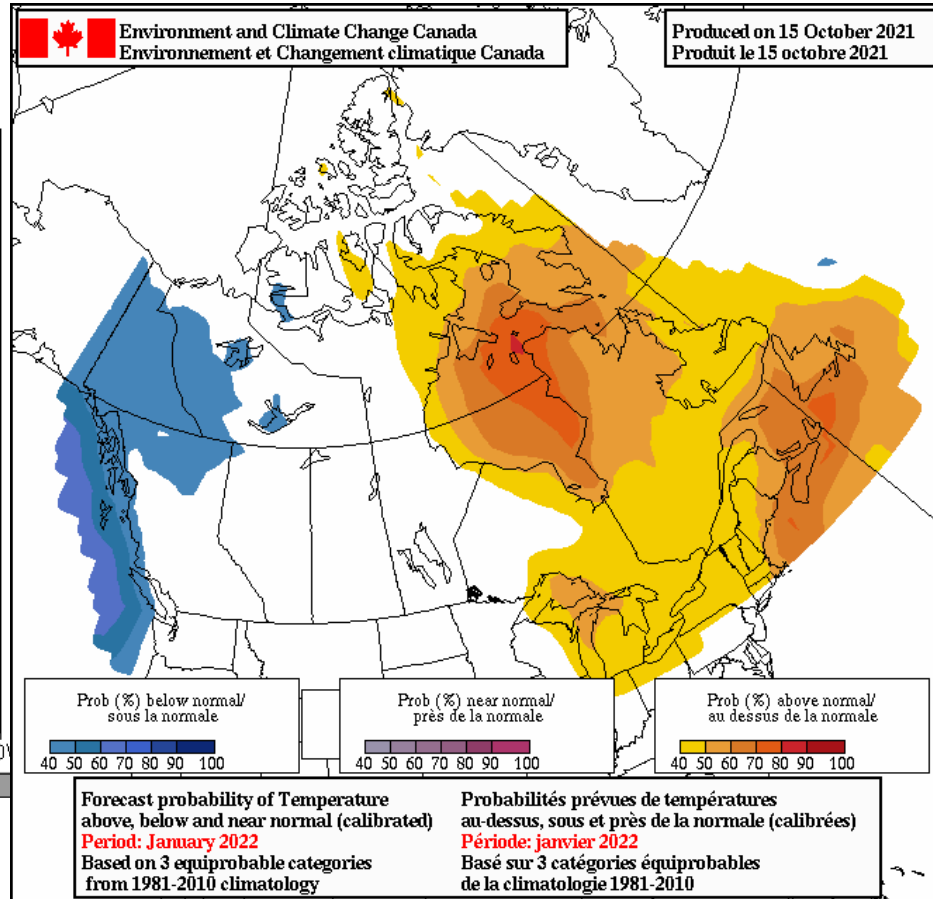 Environment and Climate Change Canada
Environnement et Changement climatique Canada
Produced on 15 October 2021
Produit le 15 octobre 2021
Prob (%) below normal/
sous la normale
40 50 60 70 80 90 100
Prob (%) near normal/
près de la normale
40 50 60 70 80 90 100
Prob (%) above normal/
au dessus de la normale
40 50 60 70 80 90 100
Forecast probability of Temperature
above, below and near normal (calibrated)
Period: January 2022
Based on 3 equiprobable categories
from 1981-2010 climatology
Probabilités prévues de températures
au-dessus, sous et près de la normale (calibrées)
Période: janvier 2022
Basé sur 3 catégories équiprobables
de la climatologie 1981-2010